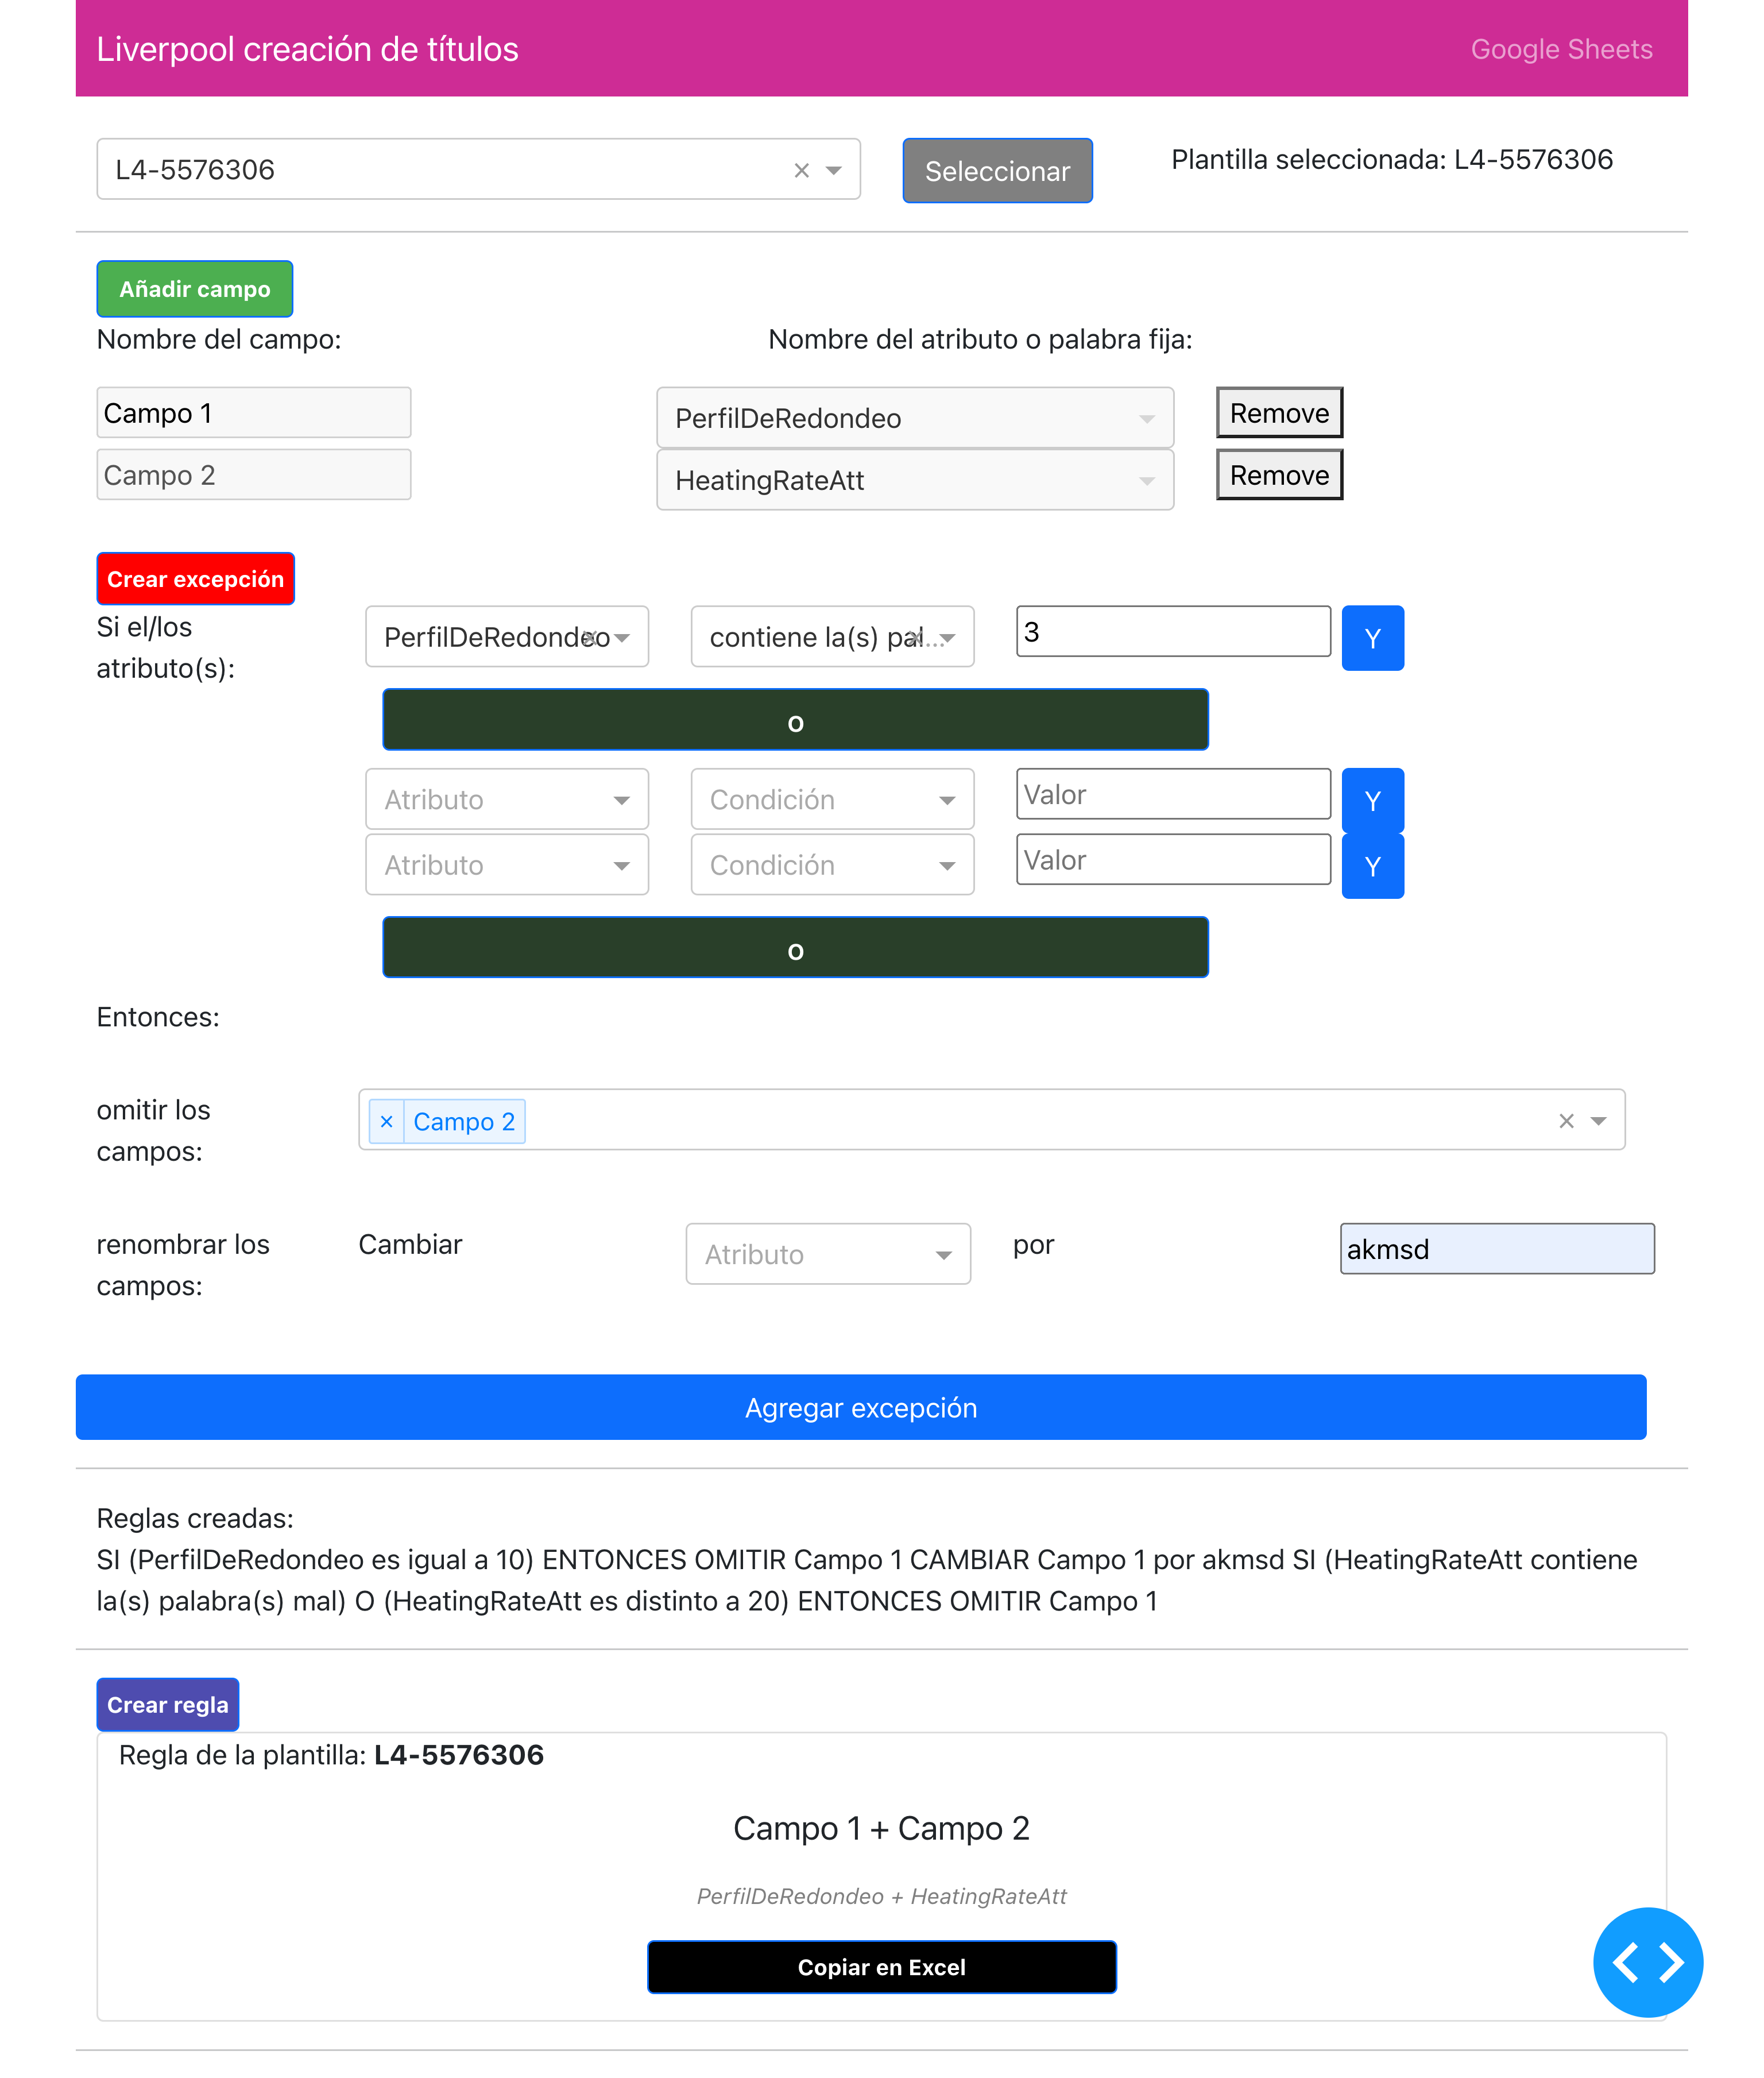 Liverpool creación de títulos
Google Sheets
L4-5576306
Seleccionar
Plantilla seleccionada: L4-5576306
Añadir campo
Nombre del campo:
Nombre del atributo o palabra fija:
Campo 1
PerfilDeRedondeo
Remove
Campo 2
HeatingRateAtt
Remove
Crear excepción
Si el/los
atributo(s):
PerfilDeRedondeo
contiene la(s) pal...
3
Y
O
Atributo
Condición
Valor
Y
Atributo
Condición
Valor
Y
O
Entonces:
omitir los
campos:
× Campo 2
renombrar los
campos:
Cambiar
Atributo
por
akmsd
Agregar excepción
Reglas creadas:
SI (PerfilDeRedondeo es igual a 10) ENTONCES OMITIR Campo 1 CAMBIAR Campo 1 por akmsd SI (HeatingRateAtt contiene
la(s) palabra(s) mal) O (HeatingRateAtt es distinto a 20) ENTONCES OMITIR Campo 1
Crear regla
Regla de la plantilla: L4-5576306
Campo 1 + Campo 2
PerfilDeRedondeo + HeatingRateAtt
Copiar en Excel